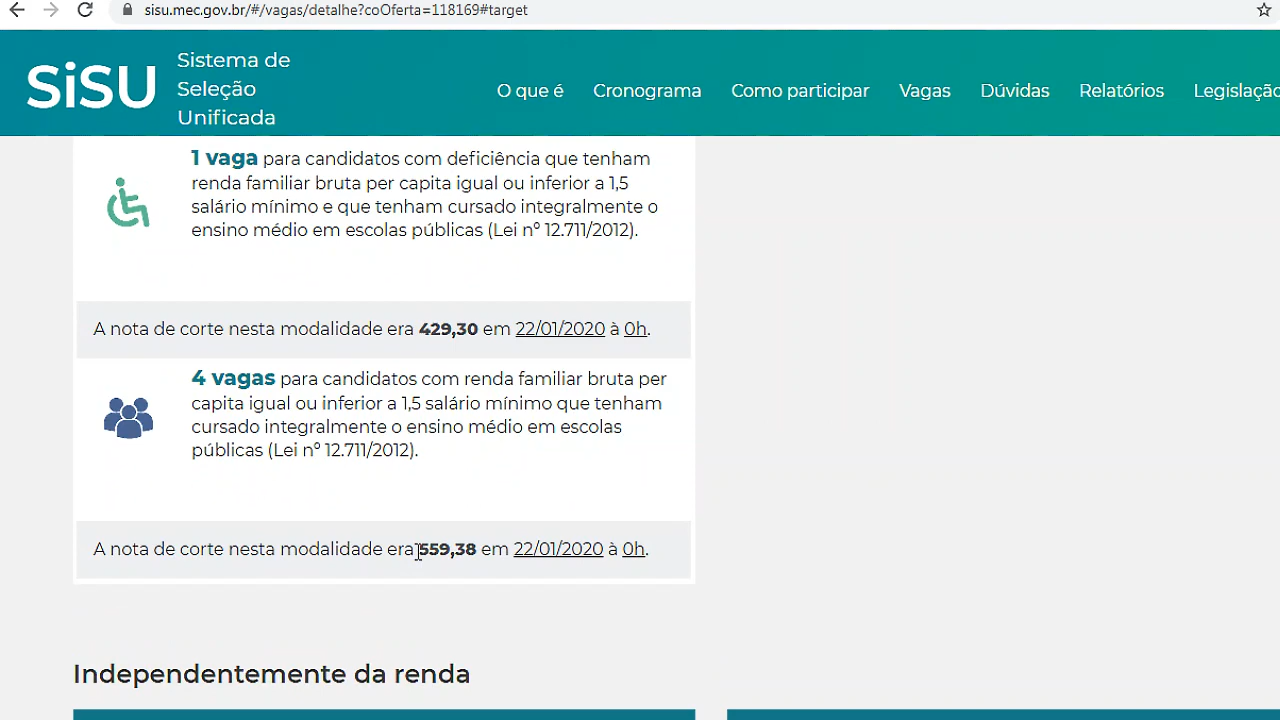 sisu.mec.gov.br/#/vagas/detalhe?coOferta=118169#target
SiSU
Sistema de
Seleção
Unificada
O que é
Cronograma
Como participar
Vagas
Dúvidas
Relatórios
Legislação
1 vaga para candidatos com deficiência que tenham
renda familiar bruta per capita igual ou inferior a 1,5
salário mínimo e que tenham cursado integralmente o
ensino médio em escolas públicas (Lei nº 12.711/2012).
A nota de corte nesta modalidade era 429,30 em 22/01/2020 à 0h.
4 vagas para candidatos com renda familiar bruta per
capita igual ou inferior a 1,5 salário mínimo que tenham
cursado integralmente o ensino médio em escolas
públicas (Lei nº 12.711/2012).
A nota de corte nesta modalidade era 559,38 em 22/01/2020 à 0h.
Independentemente da renda